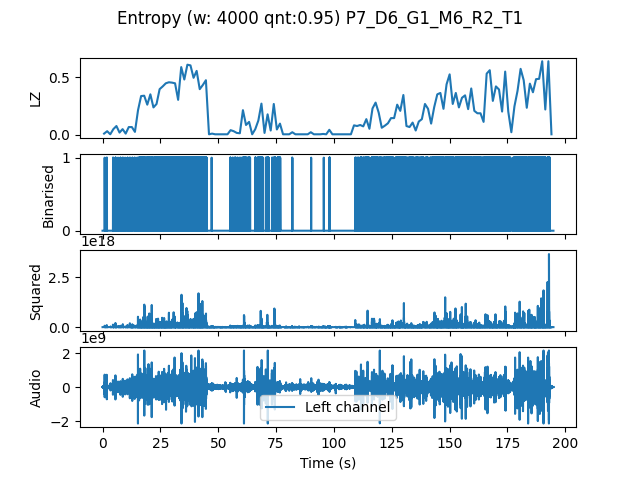 Entropy (w: 4000 qnt:0.95) P7_D6_G1_M6_R2_T1
LZ
0.5
0.0
Binarised
1
0
1e18
Squared
2.5
0.0
1e9
Audio
2
0
−2
Left channel
0 25 50 75 100 125 150 175 200
Time (s)